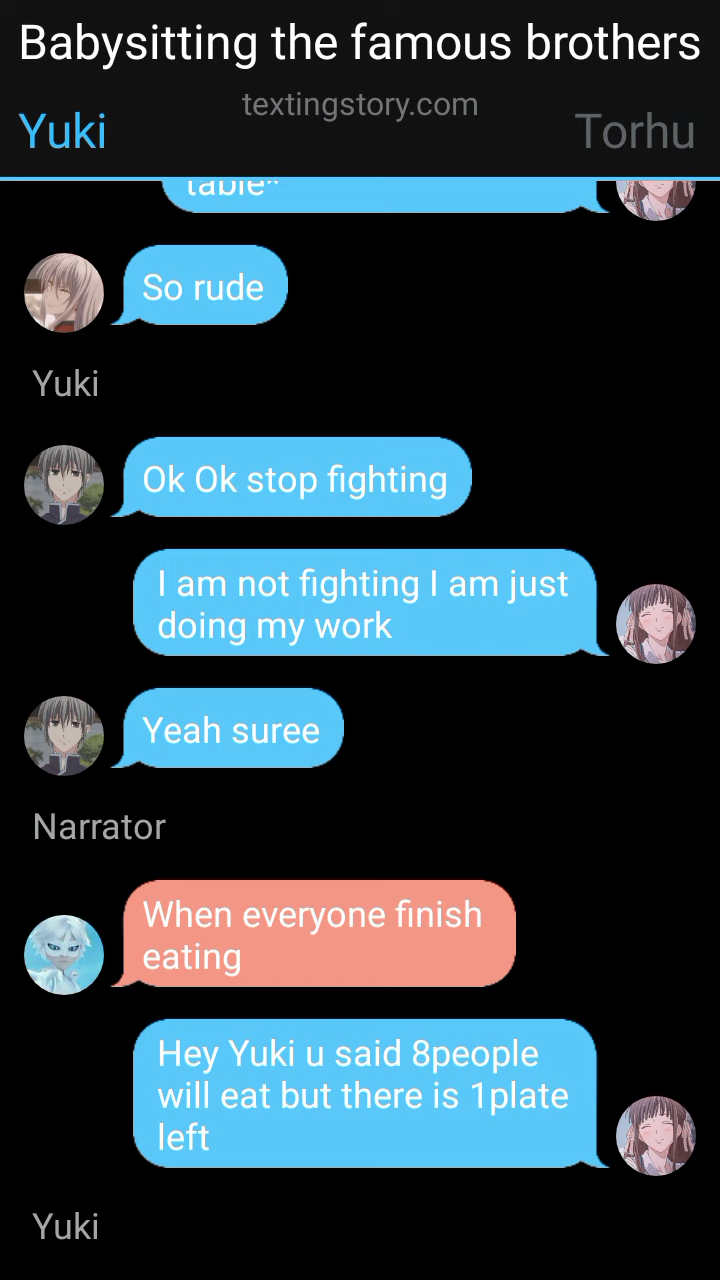 Babysitting the famous brothers
textingstory.com
Yuki
Torhu
table*
So rude
Yuki
Ok Ok stop fighting
I am not fighting I am just
doing my work
Yeah suree
Narrator
When everyone finish
eating
Hey Yuki u said 8people
will eat but there is 1plate
left
Yuki